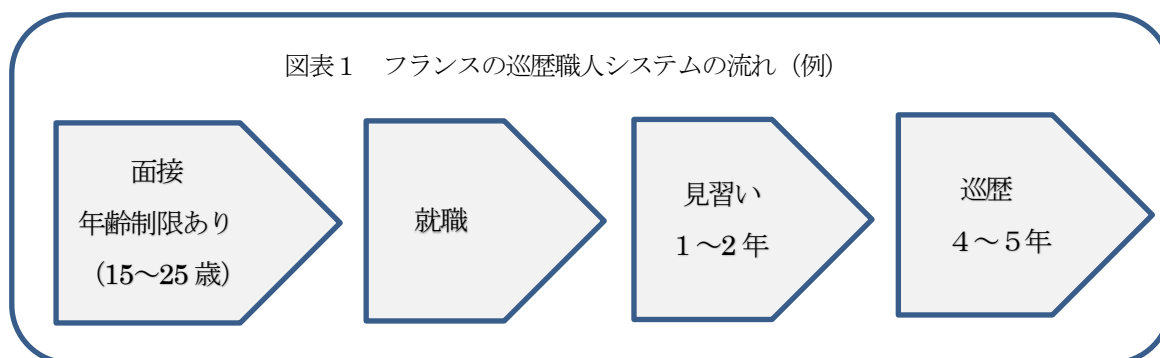 図表１　フランスの巡歴職人システムの流れ（例）
面接
年齢制限あり
（15～25 歳）
就職
見習い
１～2 年
巡歴
４～５年